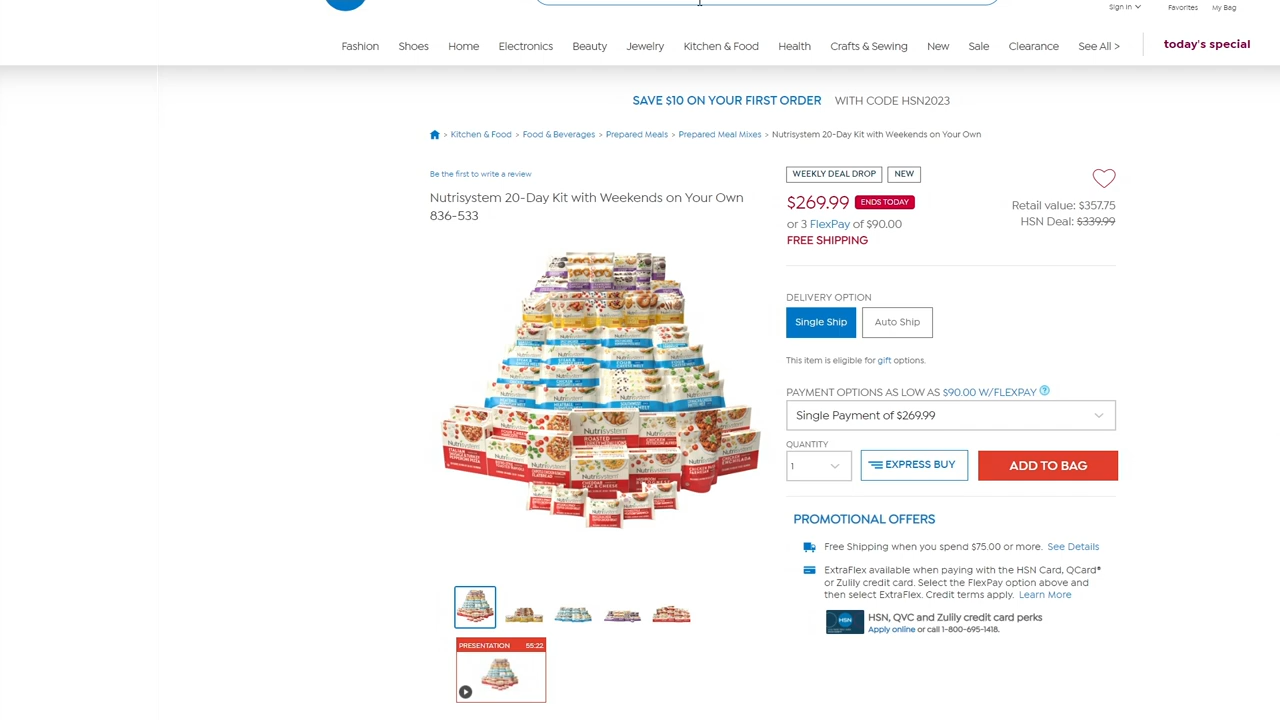 Sign In
Favorites
My Bag
Fashion
Shoes
Home
Electronics
Beauty
Jewelry
Kitchen & Food
Health
Crafts & Sewing
New
Sale
Clearance
See All >
today's special
SAVE $10 ON YOUR FIRST ORDER WITH CODE HSN2023
> Kitchen & Food > Food & Beverages > Prepared Meals > Prepared Meal Mixes > Nutrisystem 20-Day Kit with Weekends on Your Own
Be the first to write a review
Nutrisystem 20-Day Kit with Weekends on Your Own
836-533
WEEKLY DEAL DROP
NEW
$269.99 ENDS TODAY
or 3 FlexPay of $90.00
FREE SHIPPING
Retail value: $357.75
HSN Deal: $339.99
DELIVERY OPTION
Single Ship
Auto Ship
This item is eligible for gift options.
PAYMENT OPTIONS AS LOW AS $90.00 W/FLEXPAY ?
Single Payment of $269.99
QUANTITY
1
EXPRESS BUY
ADD TO BAG
PROMOTIONAL OFFERS
Free Shipping when you spend $75.00 or more. See Details
ExtraFlex available when paying with the HSN Card, QCard®
or Zulily credit card. Select the FlexPay option above and
then select ExtraFlex. Credit terms apply. Learn More
HSN
HSN, QVC and Zulily credit card perks
Apply online or call 1-800-695-1418.
Nutrisystem
ROASTED
TURKEY MEDALLIONS
CHEDDAR
MAC & CHEESE
PRESENTATION 55:22